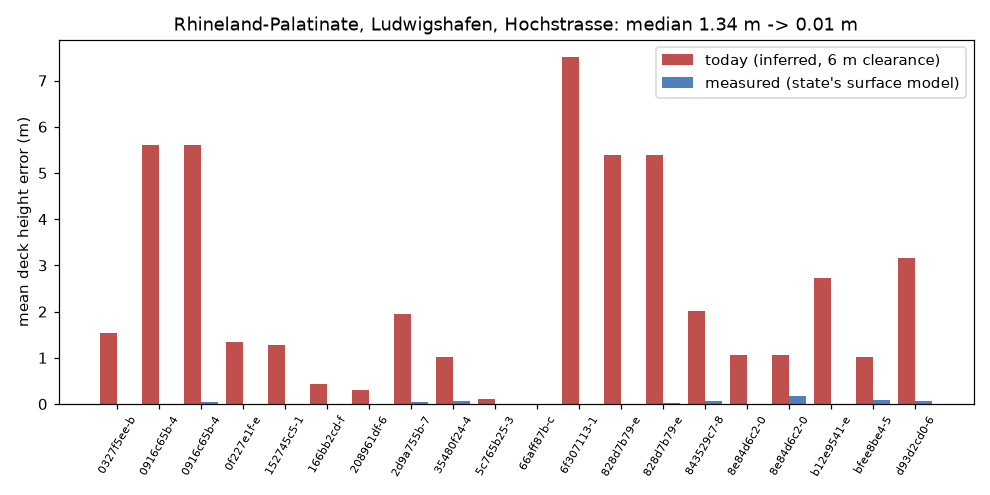 Rhineland-Palatinate, Ludwigshafen, Hochstrasse: median 1.34 m -> 0.01 m
today (inferred, 6 m clearance)
measured (state's surface model)
mean deck height error (m)
7
6
5
4
3
2
1
0
0327f5ee-b
0916c65b-4
0916c65b-4
0f227e1f-e
152745c5-1
166bb2cd-f
208961df-6
2d9a755b-7
35480f24-4
5c765b25-3
66aff87b-c
6f307113-1
828d7b79-e
828d7b79-e
843529c7-8
8e84d6c2-0
8e84d6c2-0
b12e9541-e
bfee8be4-5
d93d2cd0-6